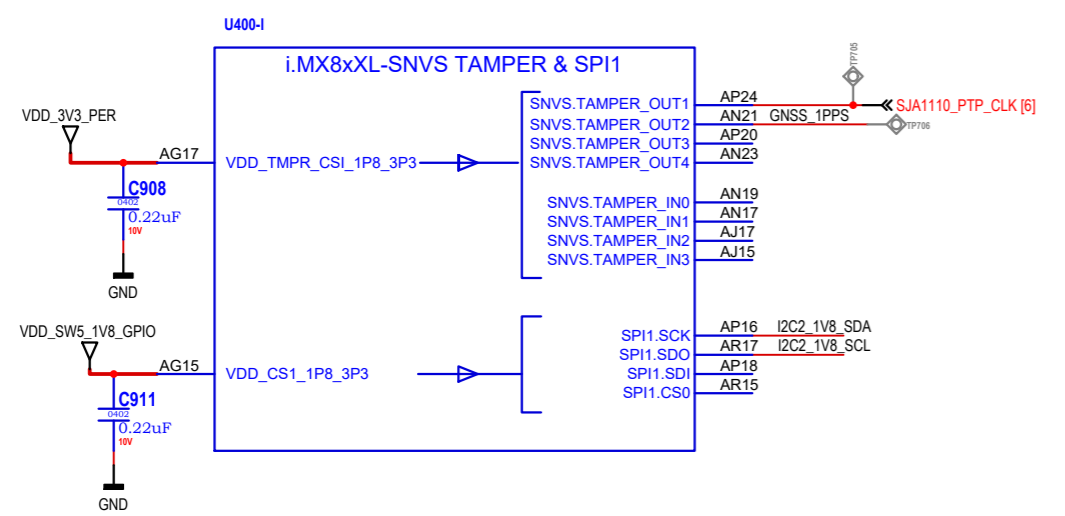 U400-I
i.MX8xXL-SNVS TAMPER & SPI1
VDD_3V3_PER
AG17
VDD_TMPR_CSI_1P8_3P3
C908
0402
0.22uF
10V
GND
SNVS.TAMPER_OUT1 AP24
SNVS.TAMPER_OUT2 AN21 GNSS_1PPS
SNVS.TAMPER_OUT3 AP20
SNVS.TAMPER_OUT4 AN23
TP705
SJA1110_PTP_CLK [6]
TP706
SNVS.TAMPER_IN0 AN19
SNVS.TAMPER_IN1 AN17
SNVS.TAMPER_IN2 AJ17
SNVS.TAMPER_IN3 AJ15
VDD_SW5_1V8_GPIO
AG15
VDD_CS1_1P8_3P3
C911
0402
0.22uF
10V
GND
SPI1.SCK AP16 I2C2_1V8_SDA
SPI1.SDO AR17 I2C2_1V8_SCL
SPI1.SDI AP18
SPI1.CS0 AR15